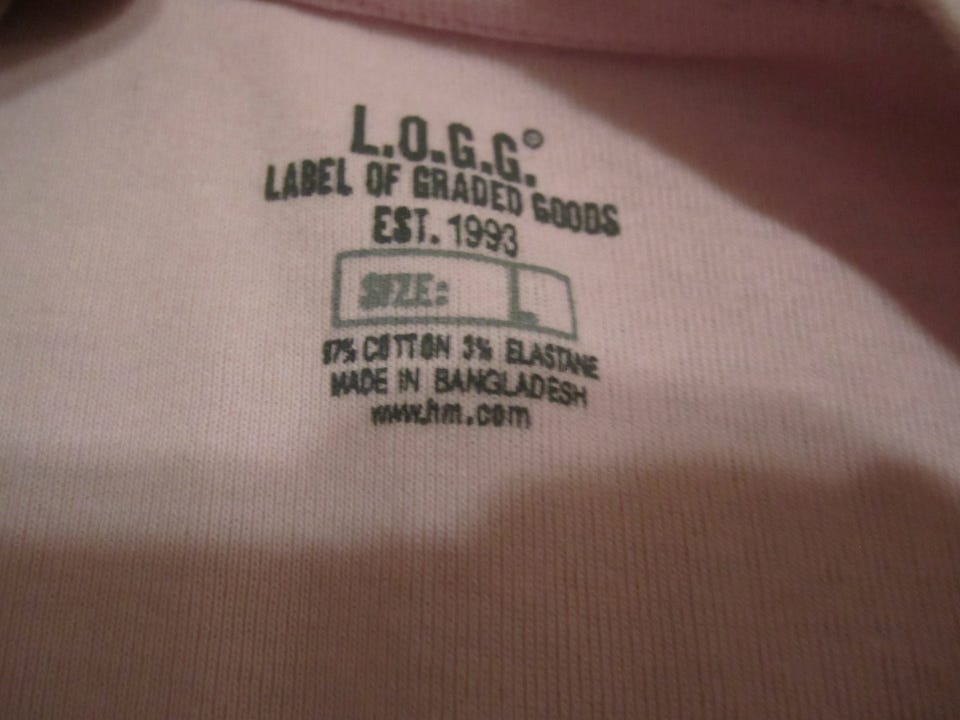 L.O.G.G.®
LABEL OF GRADED GOODS
EST. 1993
SIZE: L
97% COTTON 3% ELASTANE
MADE IN BANGLADESH
www.hm.com